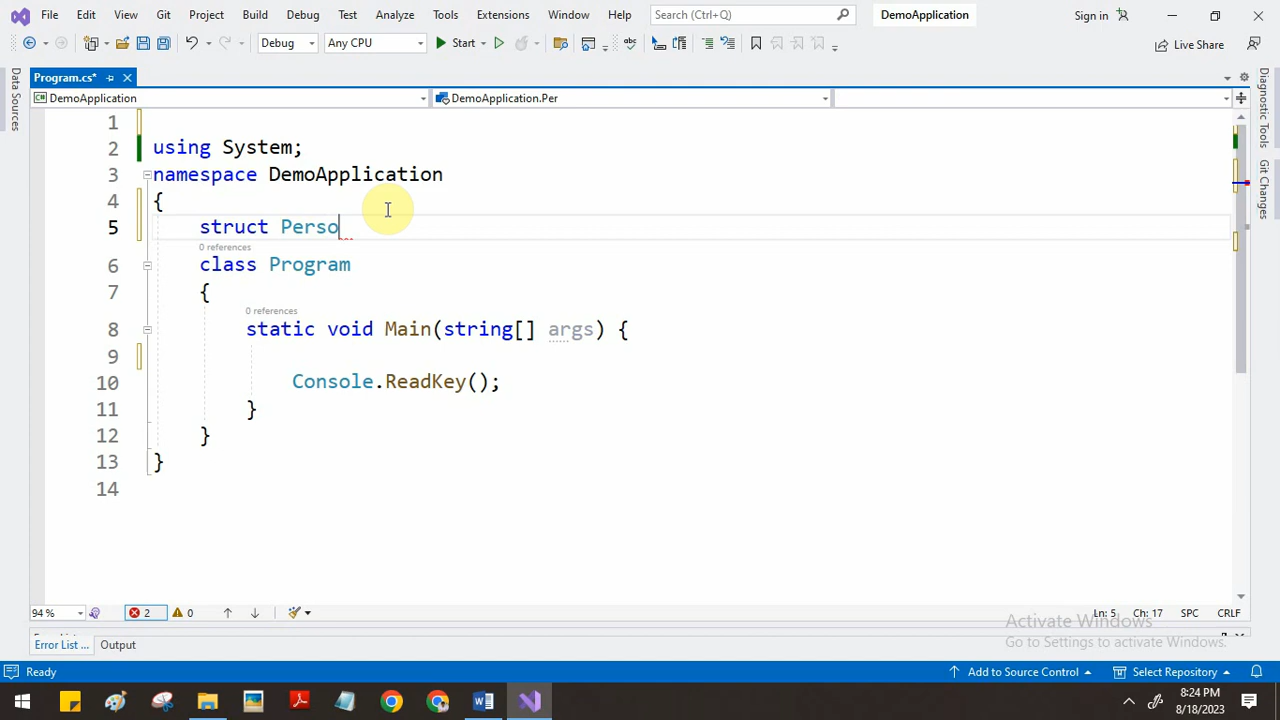 File Edit View Git Project Build Debug Test Analyze Tools Extensions Window Help Search (Ctrl+Q) DemoApplication Sign in
Debug Any CPU Start Live Share
Program.cs*
DemoApplication DemoApplication.Per
Data Sources
Diagnostic Tools
Git Changes
1
2 using System;
3 namespace DemoApplication
4 {
5 struct Perso
0 references
6 class Program
7 {
0 references
8 static void Main(string[] args) {
9
10 Console.ReadKey();
11 }
12 }
13 }
14
94 % 2 0 Ln: 5 Ch: 17 SPC CRLF
Activate Windows
Go to Settings to activate Windows.
Error List ... Output
Ready Add to Source Control Select Repository
8:24 PM
8/18/2023